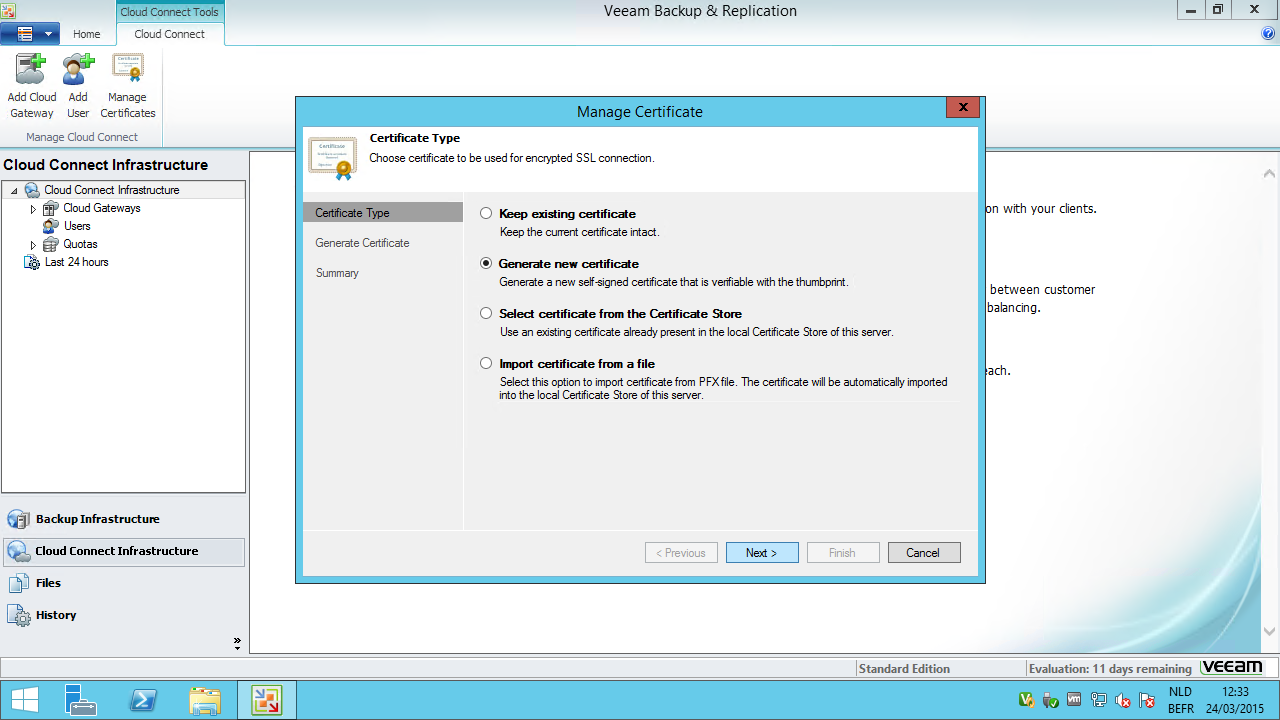 Cloud Connect Tools
Veeam Backup & Replication
Home
Cloud Connect
Add Cloud
Gateway
Add
User
Manage
Certificates
Manage Cloud Connect
Cloud Connect Infrastructure
Cloud Connect Infrastructure
Cloud Gateways
Users
Quotas
Last 24 hours
Backup Infrastructure
Cloud Connect Infrastructure
Files
History
Manage Certificate
Certificate Type
Choose certificate to be used for encrypted SSL connection.
Certificate Type
Generate Certificate
Summary
Keep existing certificate
Keep the current certificate intact.
Generate new certificate
Generate a new self-signed certificate that is verifiable with the thumbprint.
Select certificate from the Certificate Store
Use an existing certificate already present in the local Certificate Store of this server.
Import certificate from a file
Select this option to import certificate from PFX file. The certificate will be automatically imported
into the local Certificate Store of this server.
< Previous
Next >
Finish
Cancel
on with your clients.
between customer
balancing.
each.
Standard Edition
Evaluation: 11 days remaining
veeam
NLD
BEFR
12:33
24/03/2015